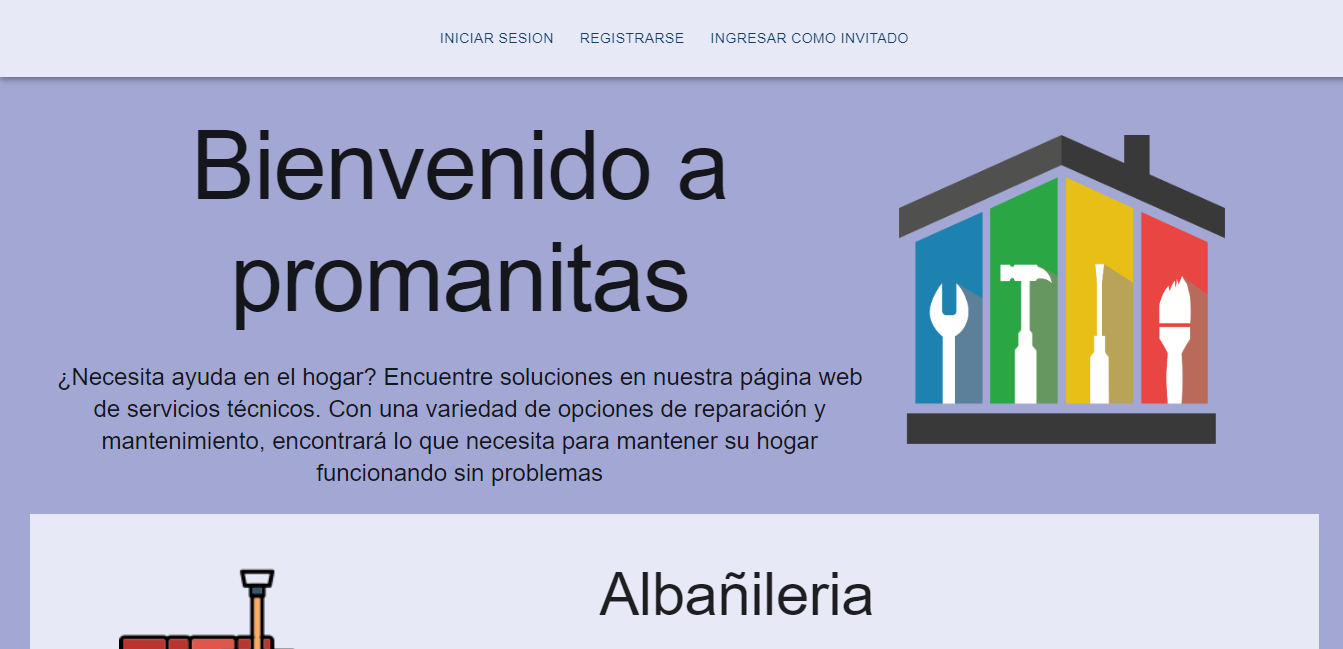 INICIAR SESION REGISTRARSE INGRESAR COMO INVITADO
Bienvenido a
promanitas
¿Necesita ayuda en el hogar? Encuentre soluciones en nuestra página web
de servicios técnicos. Con una variedad de opciones de reparación y
mantenimiento, encontrará lo que necesita para mantener su hogar
funcionando sin problemas
Albañileria